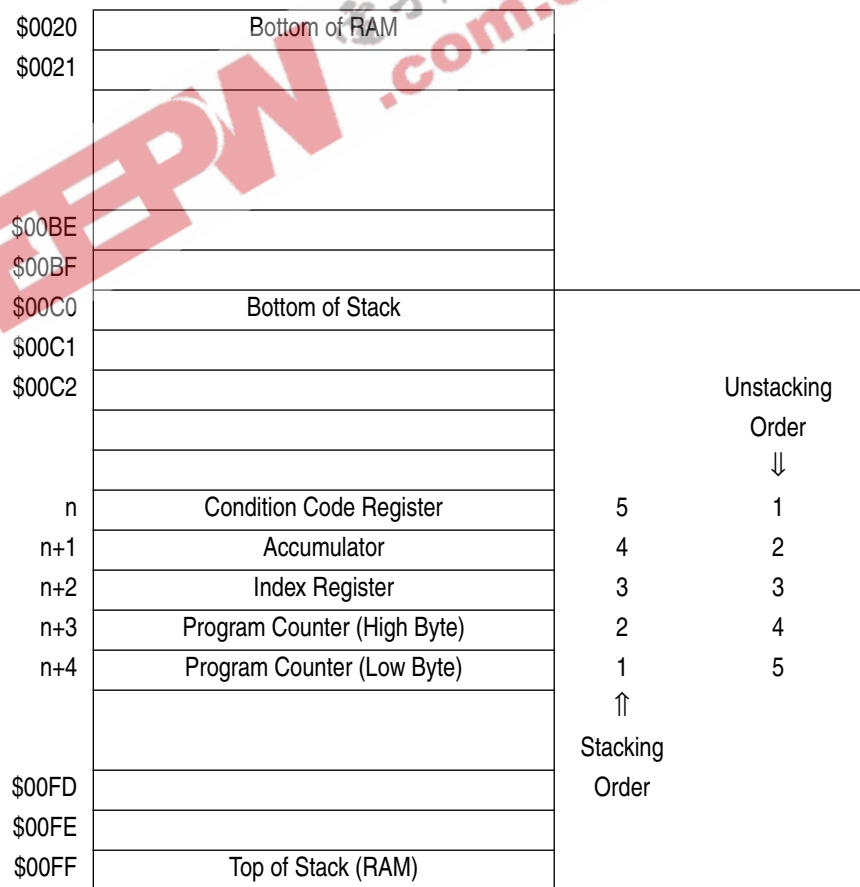 $0020 Bottom of RAM
$0021
$00BE
$00BF
$00C0 Bottom of Stack
$00C1
$00C2 Unstacking
Order
⇓
n Condition Code Register 5 1
n+1 Accumulator 4 2
n+2 Index Register 3 3
n+3 Program Counter (High Byte) 2 4
n+4 Program Counter (Low Byte) 1 5
⇑
Stacking
$00FD Order
$00FE
$00FF Top of Stack (RAM)
EEPW
.com.